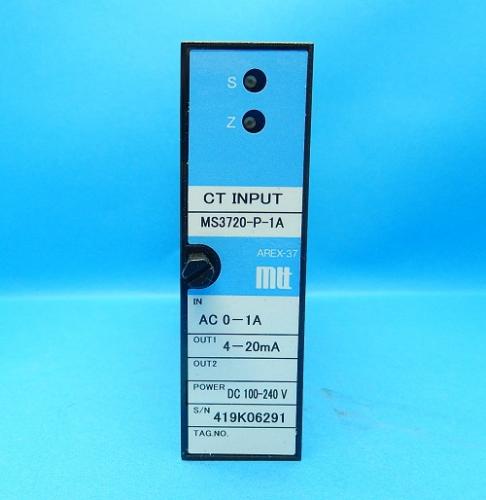 S
Z
CT INPUT
MS3720-P-1A
AREX-37
mtt
IN
AC 0-1A
OUT1 4-20mA
OUT2
POWER DC 100-240 V
S/N 419K06291
TAG.NO.